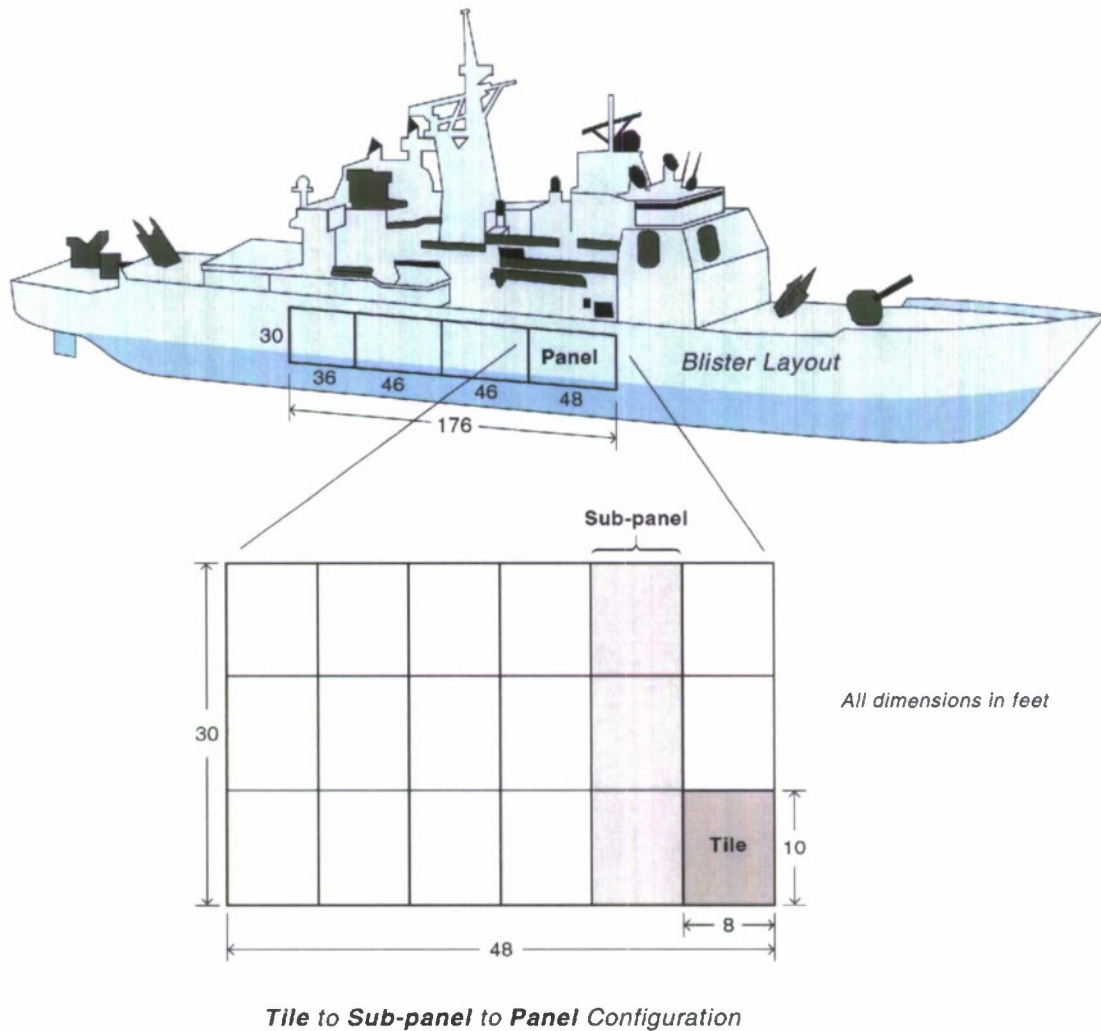 30
Panel
Blister Layout
36
46
46
48
176
Sub-panel
All dimensions in feet
30
Tile
10
8
48
Tile to Sub-panel to Panel Configuration